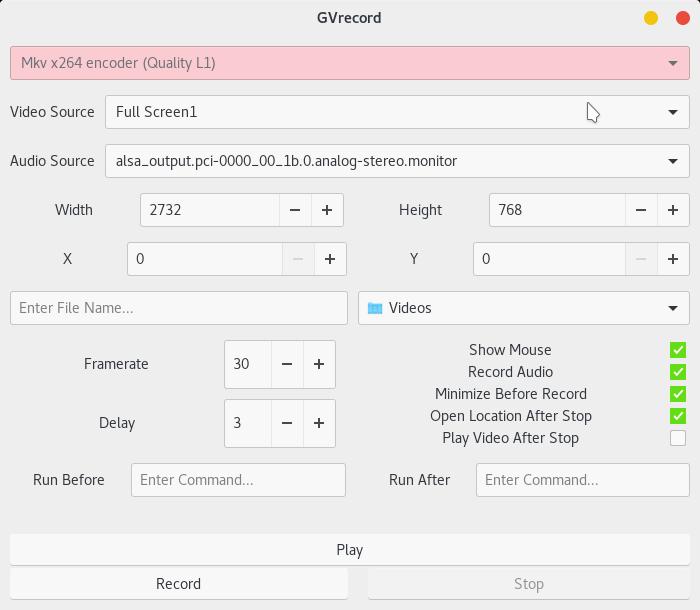 GVrecord
Mkv x264 encoder (Quality L1)
Video Source Full Screen1
Audio Source alsa_output.pci-0000_00_1b.0.analog-stereo.monitor
Width 2732 − + Height 768 − +
X 0 − + Y 0 − +
Enter File Name... Videos
Framerate 30 − +
Delay 3 − +
Show Mouse
Record Audio
Minimize Before Record
Open Location After Stop
Play Video After Stop
Run Before Enter Command... Run After Enter Command...
Play
Record Stop